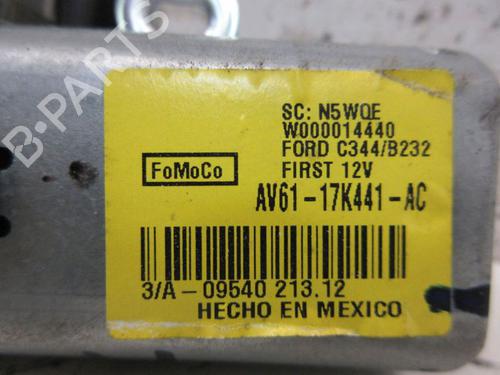 B-PARTS
SC: N5WQE
W000014440
FORD C344/B232
FoMoCo
FIRST 12V
AV61-17K441-AC
3/A-09540 213.12
HECHO EN MEXICO